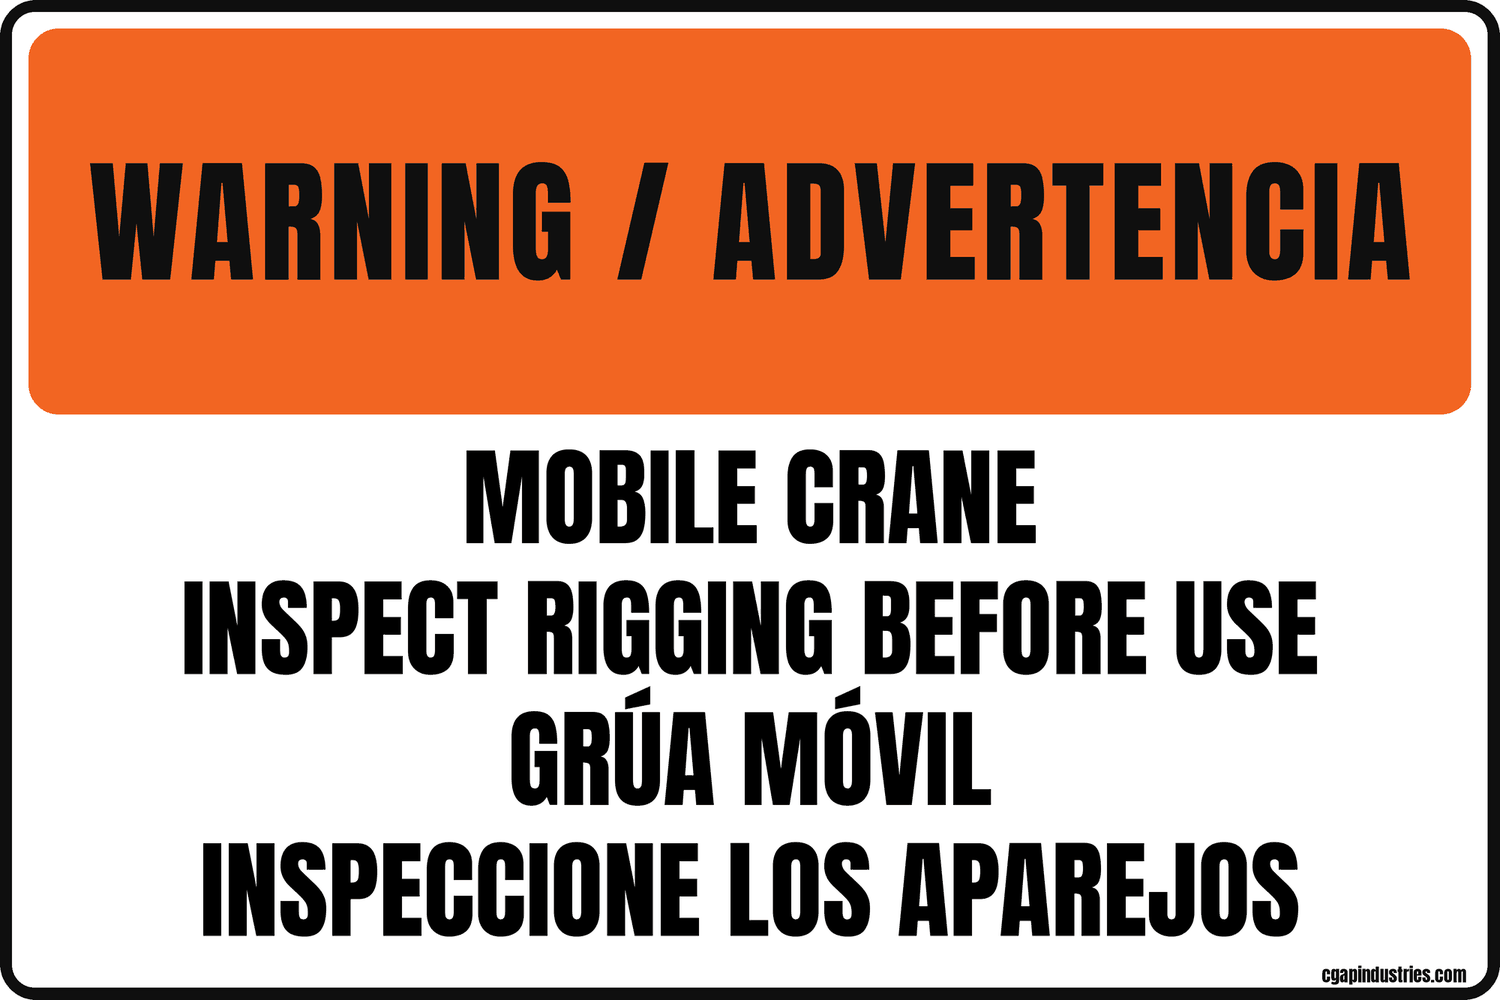 WARNING / ADVERTENCIA
MOBILE CRANE
INSPECT RIGGING BEFORE USE
GRÚA MÓVIL
INSPECCIONE LOS APAREJOS
cgapindustries.com